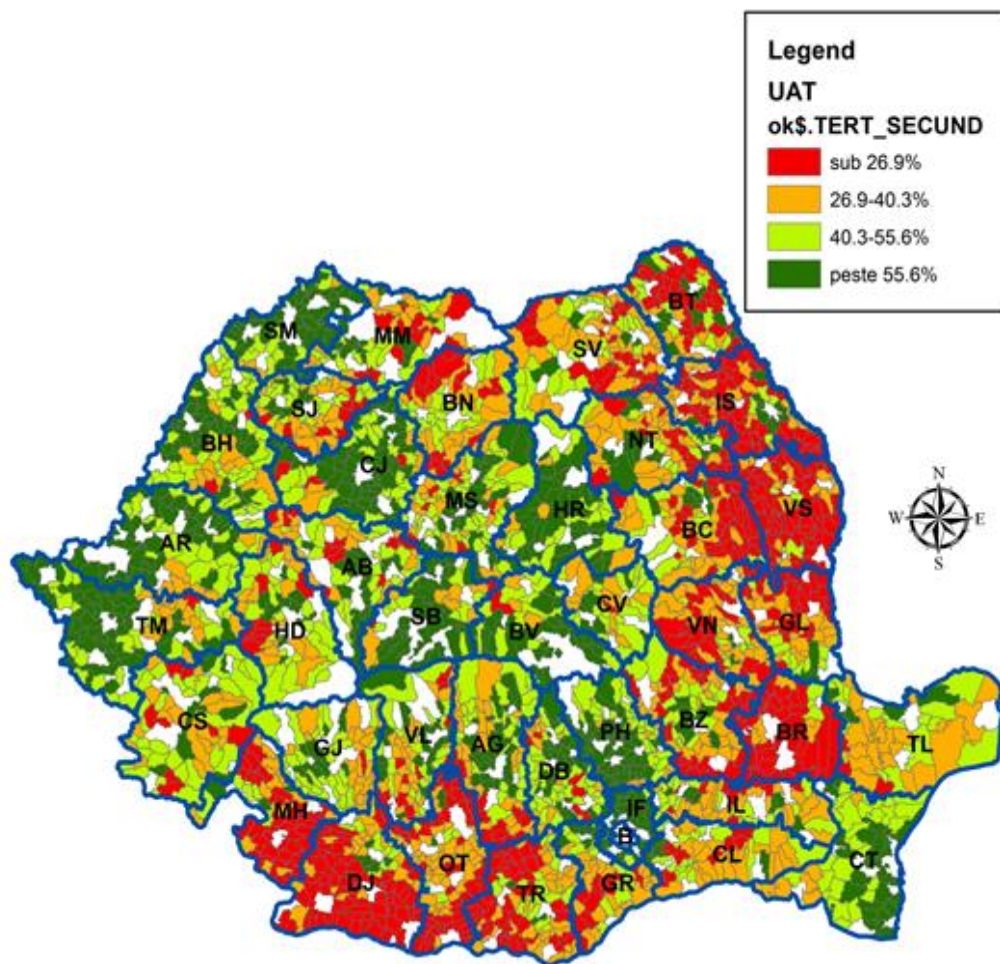 Legend
UAT
ok$.TERT_SECUND
sub 26.9%
26.9-40.3%
40.3-55.6%
peste 55.6%
BT
SM
MM
SV
SJ
BN
IS
BH
CJ
NT
MS
HR
BC
VS
N
W
E
S
AR
AB
TM
HD
SB
BV
CV
VN
GL
CS
GJ
VL
AG
PH
BZ
BR
TL
DB
MH
IF
IL
B
DJ
OT
TR
GR
CL
CT